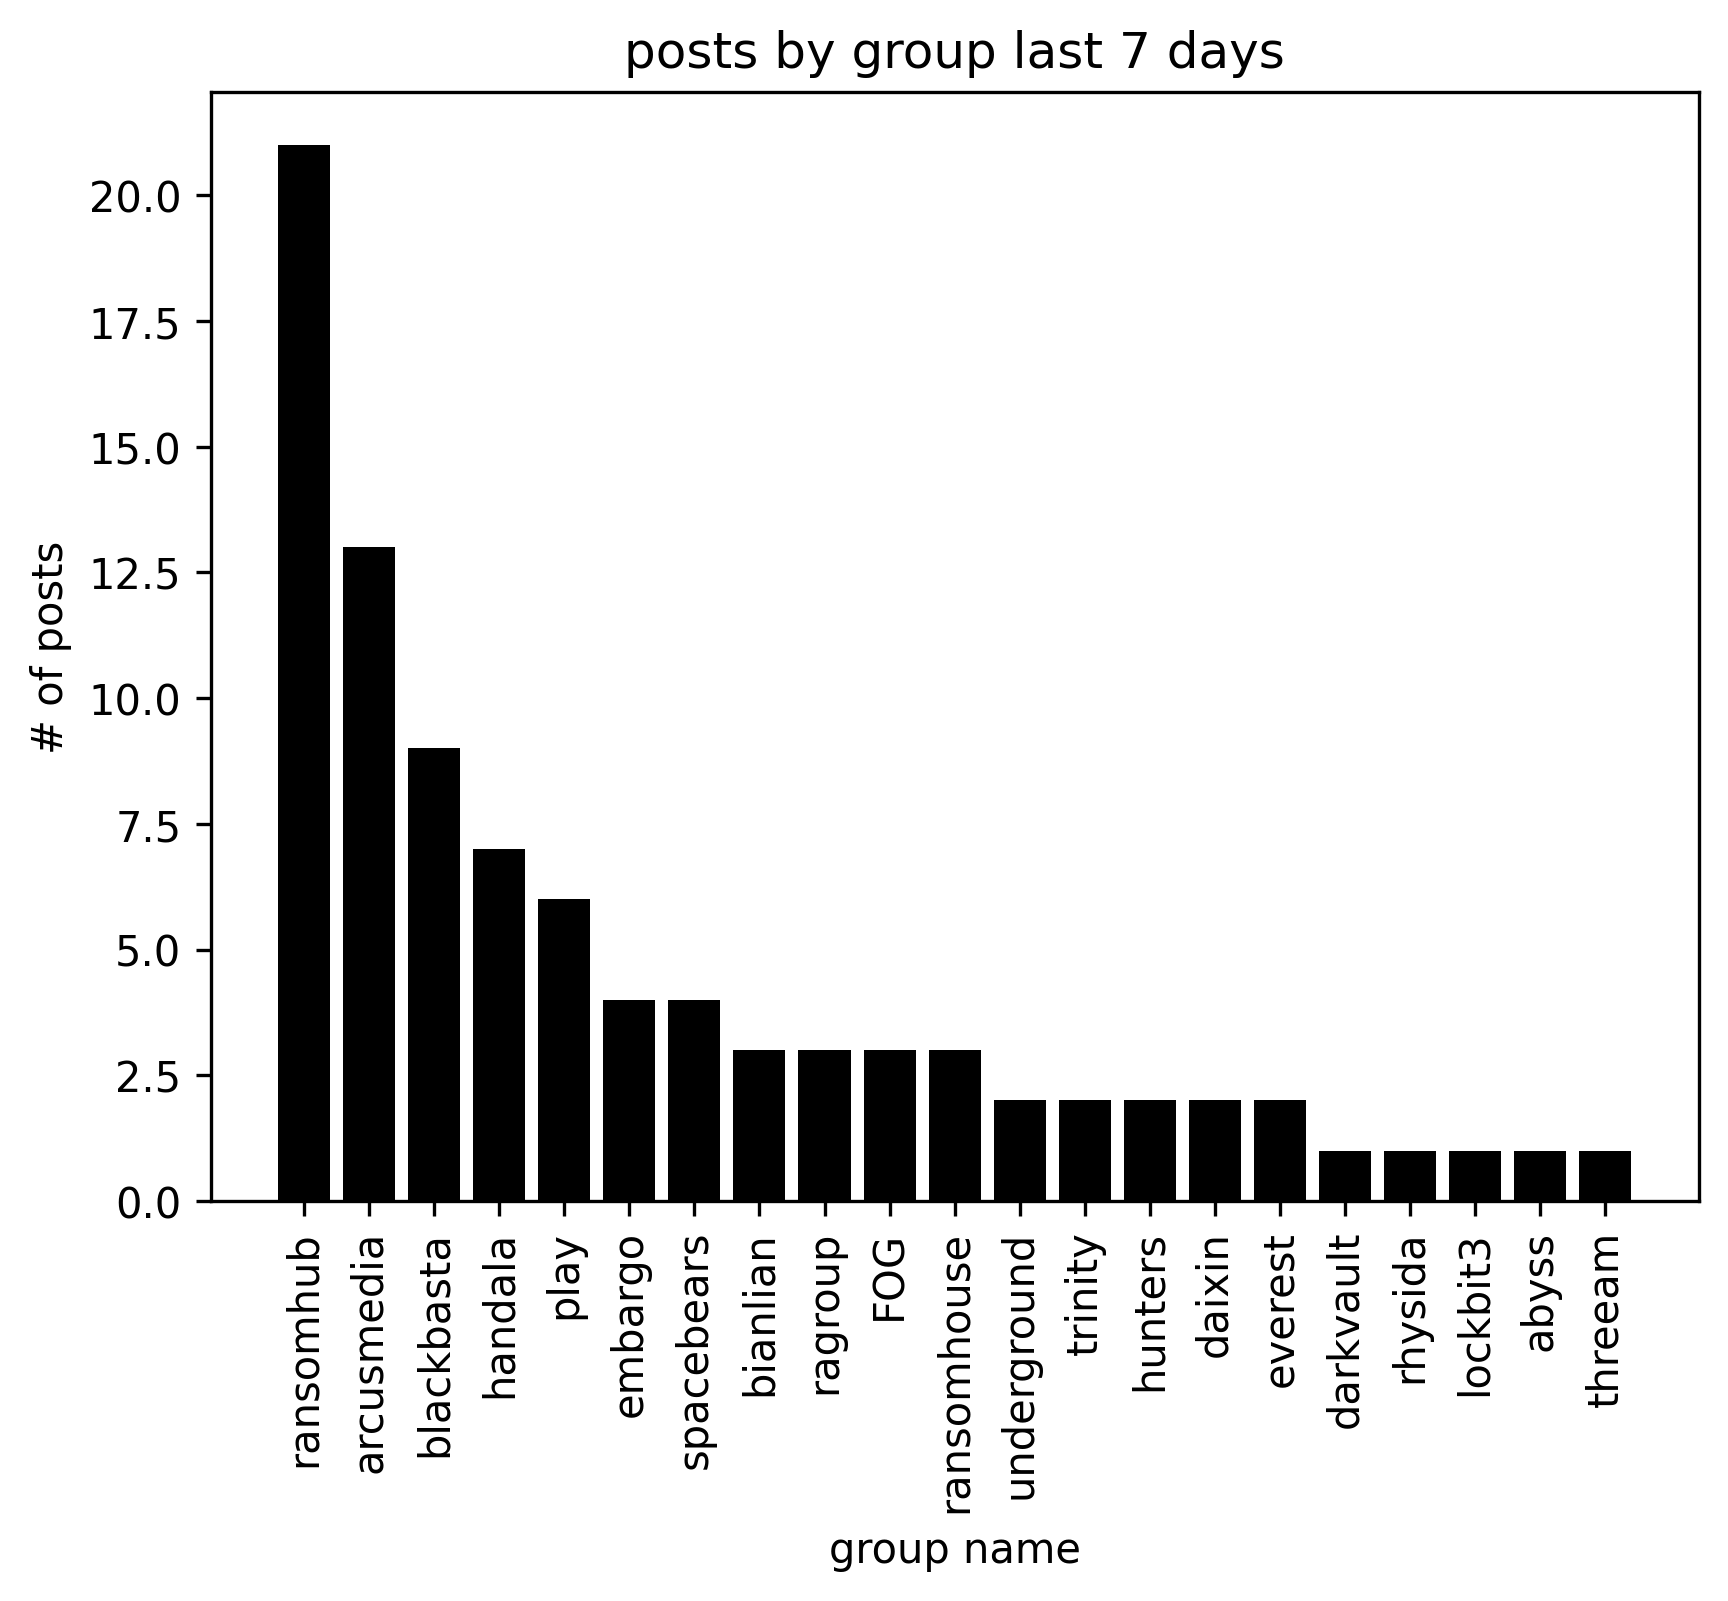 posts by group last 7 days
# of posts
20.0
17.5
15.0
12.5
10.0
7.5
5.0
2.5
0.0
ransomhub
arcusmedia
blackbasta
handala
play
embargo
spacebears
bianlian
ragroup
FOG
ransomhouse
underground
trinity
hunters
daixin
everest
darkvault
rhysida
lockbit3
abyss
threeam
group name